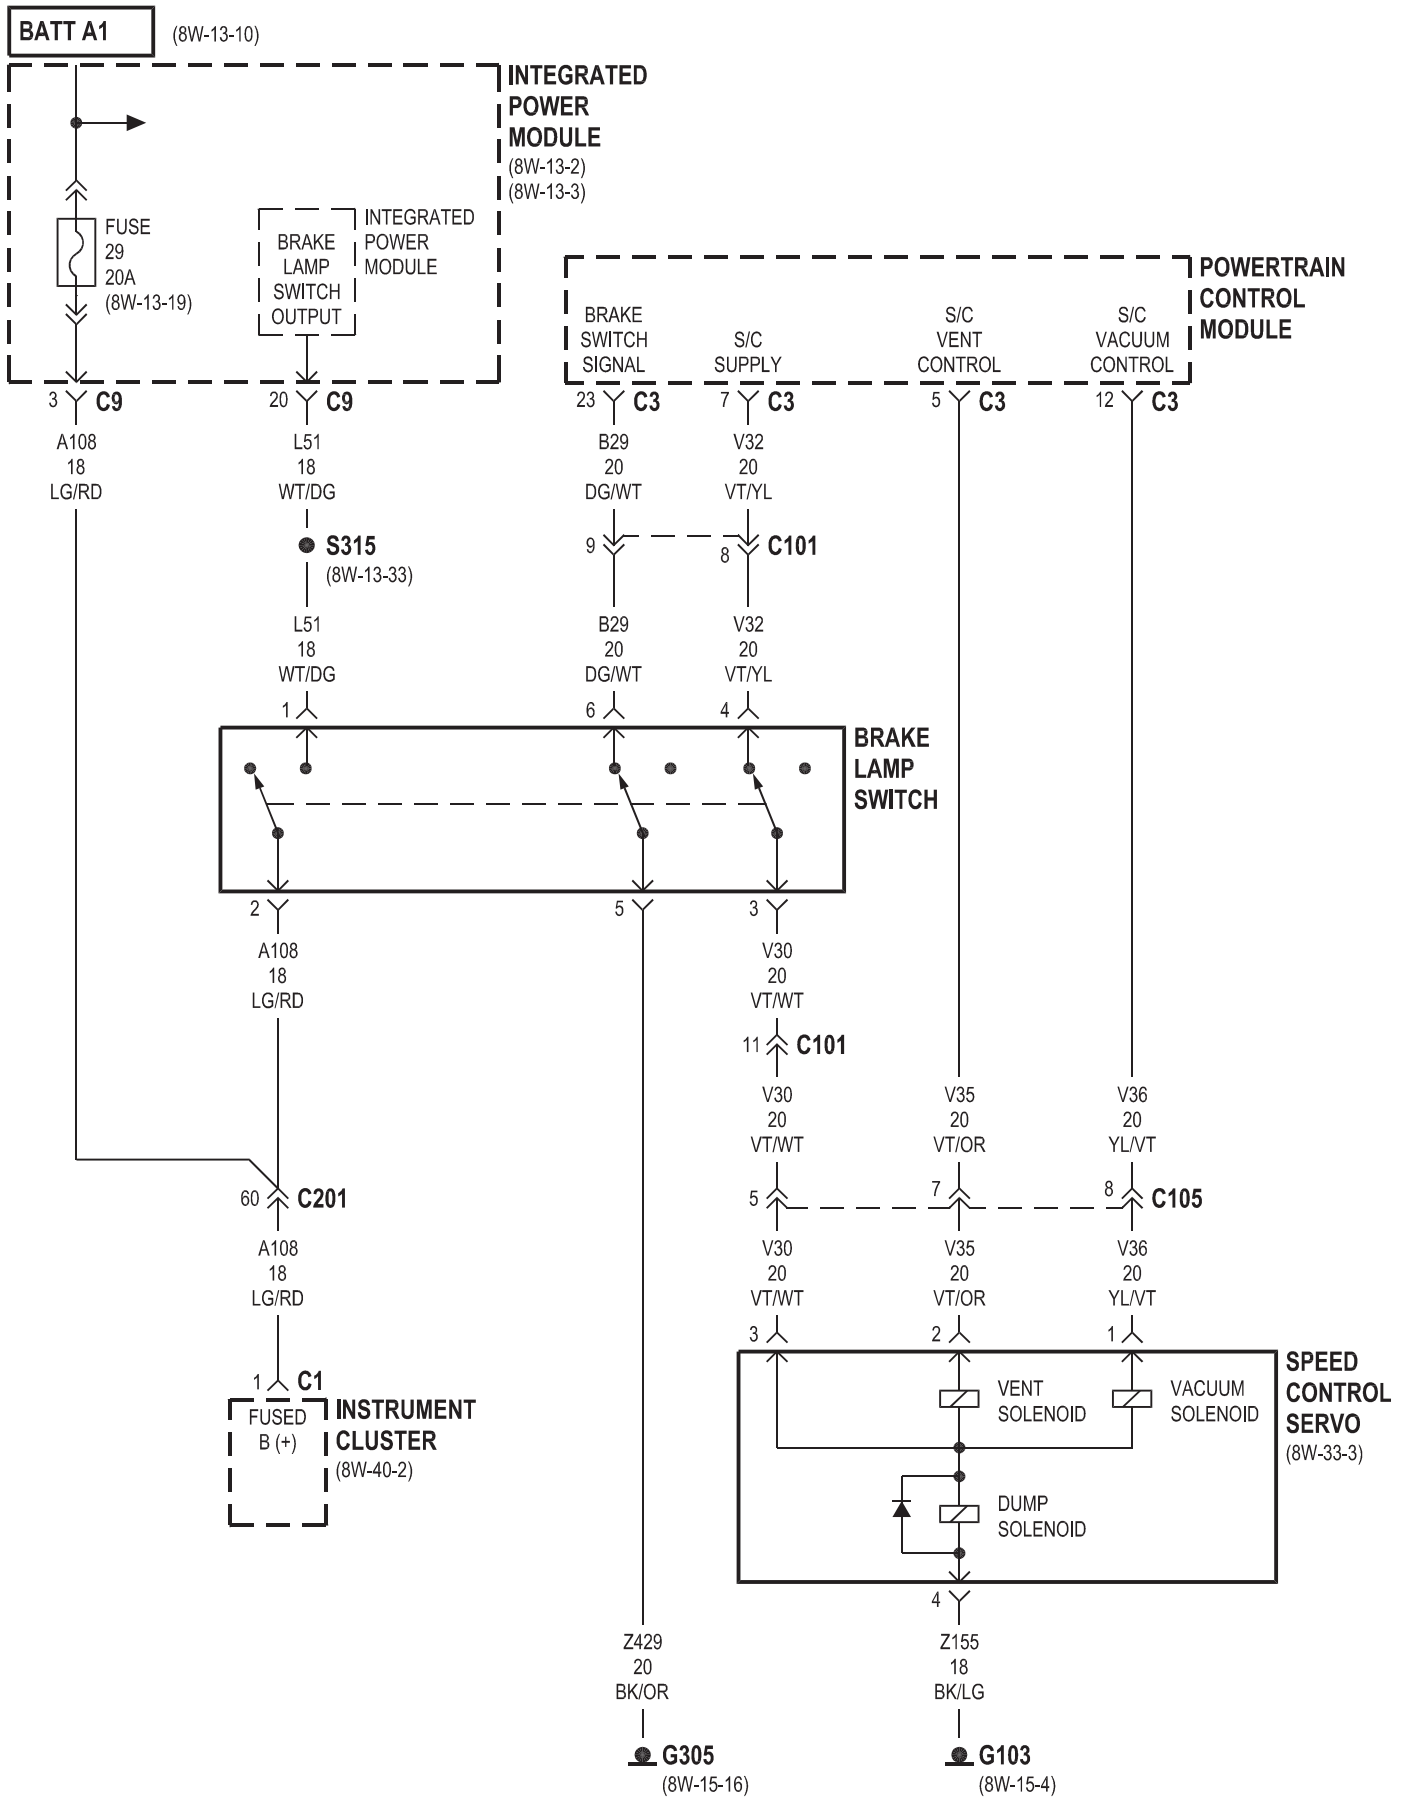 BATT A1
(8W-13-10)
INTEGRATED
POWER
MODULE
(8W-13-2)
(8W-13-3)
FUSE
29
20A
(8W-13-19)
BRAKE
LAMP
SWITCH
OUTPUT
INTEGRATED
POWER
MODULE
POWERTRAIN
CONTROL
MODULE
BRAKE
SWITCH
SIGNAL
S/C
SUPPLY
S/C
VENT
CONTROL
S/C
VACUUM
CONTROL
3 C9
20 C9
23 C3
7 C3
5 C3
12 C3
A108
18
LG/RD
L51
18
WT/DG
B29
20
DG/WT
V32
20
VT/YL
S315
(8W-13-33)
9
8
C101
L51
18
WT/DG
B29
20
DG/WT
V32
20
VT/YL
1
6
4
BRAKE
LAMP
SWITCH
2
5
3
A108
18
LG/RD
V30
20
VT/WT
11 C101
V30
20
VT/WT
V35
20
VT/OR
V36
20
YL/VT
60 C201
5
7
8
C105
A108
18
LG/RD
V30
20
VT/WT
V35
20
VT/OR
V36
20
YL/VT
3
2
1
1 C1
FUSED
B (+)
INSTRUMENT
CLUSTER
(8W-40-2)
VENT
SOLENOID
VACUUM
SOLENOID
DUMP
SOLENOID
SPEED
CONTROL
SERVO
(8W-33-3)
4
Z429
20
BK/OR
Z155
18
BK/LG
G305
(8W-15-16)
G103
(8W-15-4)